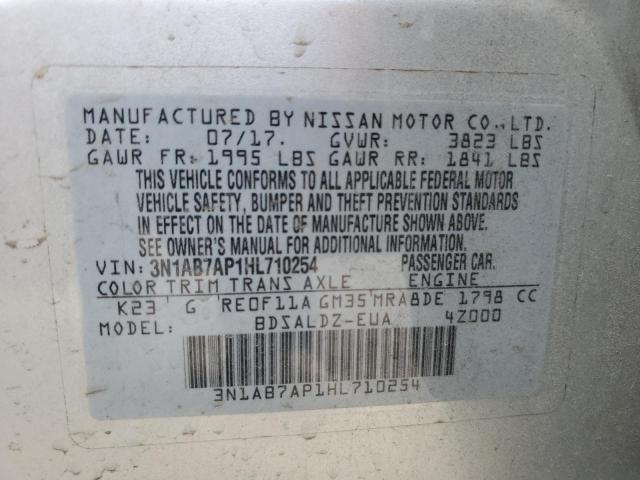 MANUFACTURED BY NISSAN MOTOR CO.,LTD.
DATE: 07/17. GVWR: 3823 LBS
GAWR FR: 1995 LBS GAWR RR: 1841 LBS
THIS VEHICLE CONFORMS TO ALL APPLICABLE FEDERAL MOTOR
VEHICLE SAFETY, BUMPER AND THEFT PREVENTION STANDARDS
IN EFFECT ON THE DATE OF MANUFACTURE SHOWN ABOVE.
SEE OWNER'S MANUAL FOR ADDITIONAL INFORMATION.
VIN: 3N1AB7AP1HL710254 PASSENGER CAR.
COLOR TRIM TRANS AXLE ENGINE
K23 G RE0F11A GM35 MRA8DE 1798 CC
MODEL: BDSALDZ-EUA 4Z000
3N1AB7AP1HL710254